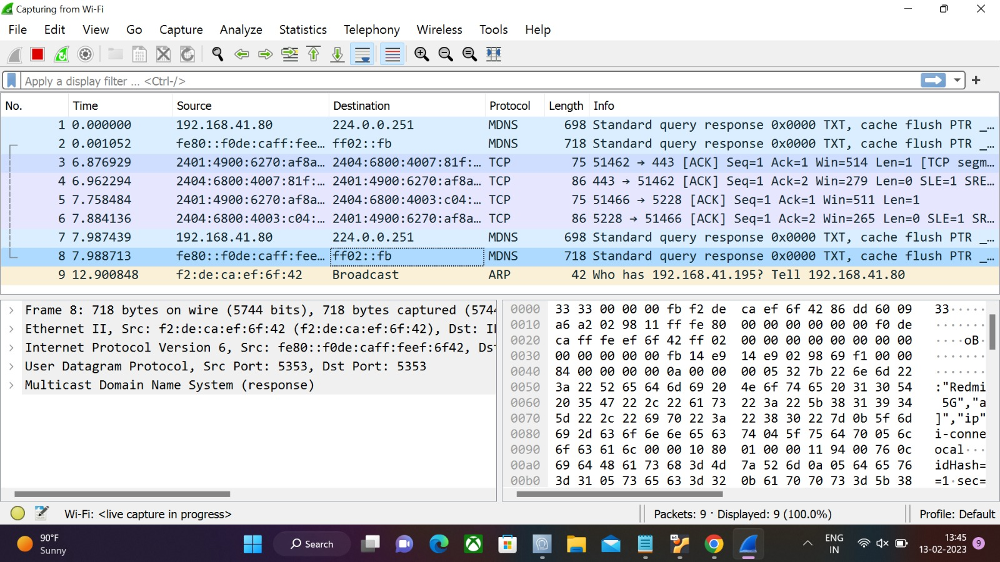 Capturing from Wi-Fi
File Edit View Go Capture Analyze Statistics Telephony Wireless Tools Help
Apply a display filter ... <Ctrl-/>
No. Time Source Destination Protocol Length Info
1 0.000000 192.168.41.80 224.0.0.251 MDNS 698 Standard query response 0x0000 TXT, cache flush PTR _…
2 0.001052 fe80::f0de:caff:fee… ff02::fb MDNS 718 Standard query response 0x0000 TXT, cache flush PTR _…
3 6.876929 2401:4900:6270:af8a… 2404:6800:4007:81f:… TCP 75 51462 → 443 [ACK] Seq=1 Ack=1 Win=514 Len=1 [TCP segm…
4 6.962294 2404:6800:4007:81f:… 2401:4900:6270:af8a… TCP 86 443 → 51462 [ACK] Seq=1 Ack=2 Win=279 Len=0 SLE=1 SRE…
5 7.758484 2401:4900:6270:af8a… 2404:6800:4003:c04:… TCP 75 51466 → 5228 [ACK] Seq=1 Ack=1 Win=511 Len=1
6 7.884136 2404:6800:4003:c04:… 2401:4900:6270:af8a… TCP 86 5228 → 51466 [ACK] Seq=1 Ack=2 Win=265 Len=0 SLE=1 SR…
7 7.987439 192.168.41.80 224.0.0.251 MDNS 698 Standard query response 0x0000 TXT, cache flush PTR _…
8 7.988713 fe80::f0de:caff:fee… ff02::fb MDNS 718 Standard query response 0x0000 TXT, cache flush PTR _…
9 12.900848 f2:de:ca:ef:6f:42 Broadcast ARP 42 Who has 192.168.41.195? Tell 192.168.41.80
Frame 8: 718 bytes on wire (5744 bits), 718 bytes captured (574
Ethernet II, Src: f2:de:ca:ef:6f:42 (f2:de:ca:ef:6f:42), Dst: I
Internet Protocol Version 6, Src: fe80::f0de:caff:feef:6f42, Ds
User Datagram Protocol, Src Port: 5353, Dst Port: 5353
Multicast Domain Name System (response)
0000 33 33 00 00 00 fb f2 de ca ef 6f 42 86 dd 60 09 33·····
0010 a6 a2 02 98 11 ff fe 80 00 00 00 00 00 00 f0 de ·······
0020 ca ff fe ef 6f 42 ff 02 00 00 00 00 00 00 00 00 ····oB·
0030 00 00 00 00 00 fb 14 e9 14 e9 02 98 69 f1 00 00 ·······
0040 84 00 00 00 00 0a 00 00 00 05 32 7b 22 6e 6d 22 ·······
0050 3a 22 52 65 64 6d 69 20 4e 6f 74 65 20 31 30 54 :"Redmi
0060 20 35 47 22 2c 22 61 73 22 3a 22 5b 38 31 39 34 5G","a
0070 5d 22 2c 22 69 70 22 3a 22 38 30 22 7d 0b 5f 6d ]","ip"
0080 69 2d 63 6f 6e 6e 65 63 74 04 5f 75 64 70 05 6c i-conne
0090 6f 63 61 6c 00 00 10 80 01 00 00 11 94 00 76 0c ocal···
00a0 69 64 48 61 73 68 3d 4d 7a 52 6d 0a 05 64 65 76 idHash=
00b0 3d 31 05 73 65 63 3d 32 0b 61 70 70 73 3d 5b 38 =1·sec=
Wi-Fi: <live capture in progress>
Packets: 9 · Displayed: 9 (100.0%)
Profile: Default
90°F
Sunny
Search
64
ENG
IN
13:45
13-02-2023
9